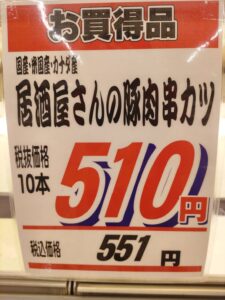 お買得品
国産・米国産・カナダ産
居酒屋さんの豚肉串カツ
税抜価格
10本
510円
税込価格
551円